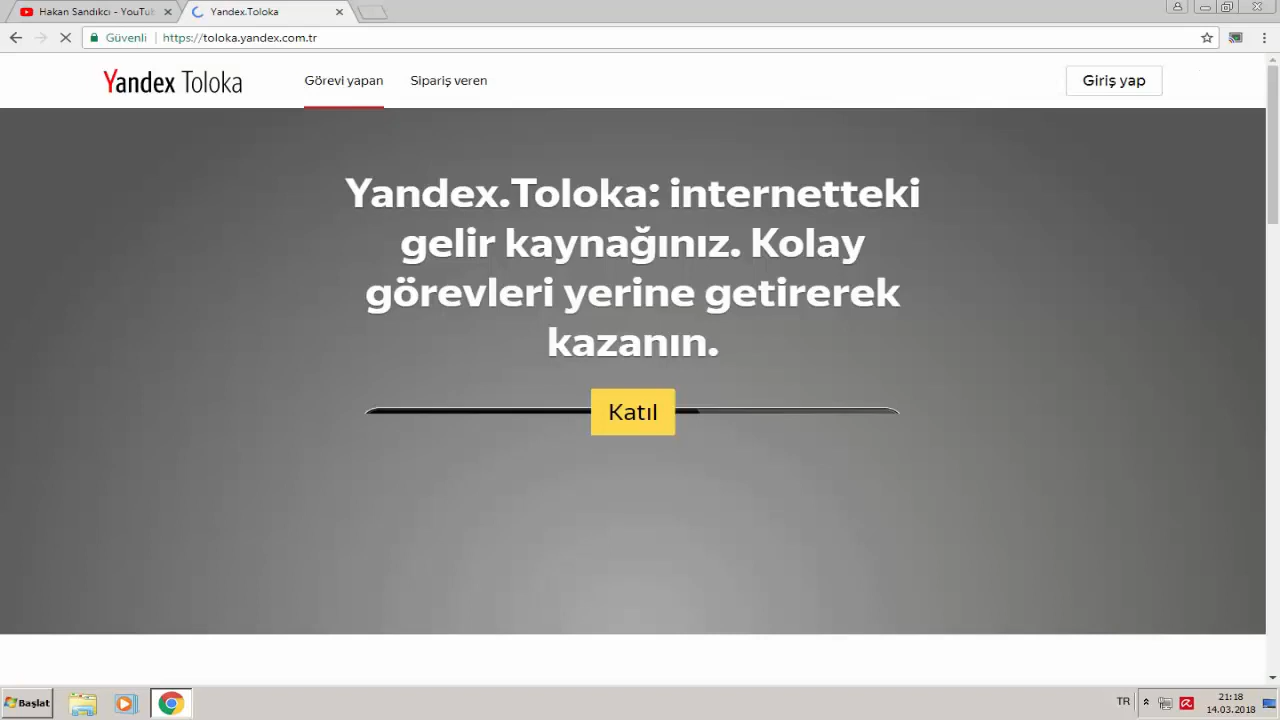 Hakan Sandıkcı - YouTu
Yandex.Toloka
Güvenli
https://toloka.yandex.com.tr
Yandex Toloka
Görevi yapan
Sipariş veren
Giriş yap
Yandex.Toloka: internetteki
gelir kaynağınız. Kolay
görevleri yerine getirerek
kazanın.
Katıl
Başlat
TR
21:18
14.03.2018